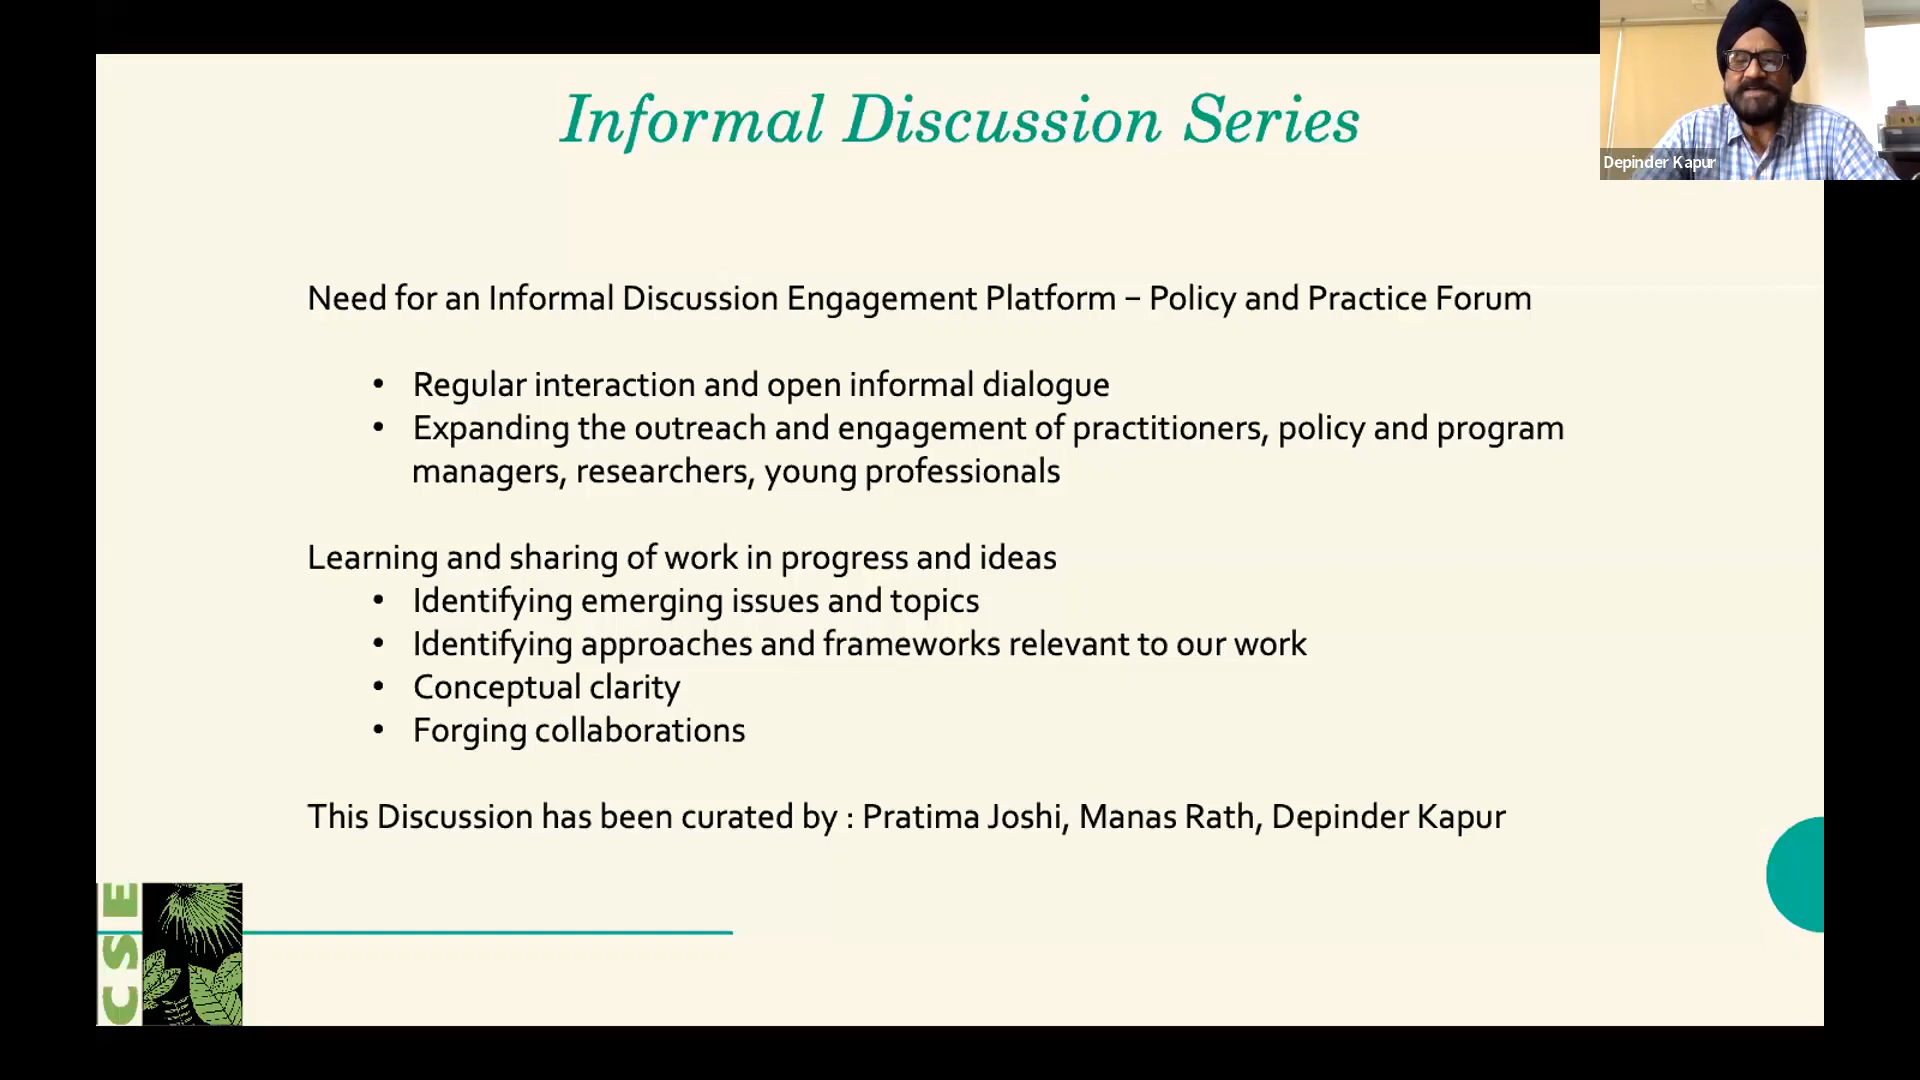 Informal Discussion Series
Depinder Kapur
Need for an Informal Discussion Engagement Platform – Policy and Practice Forum
• Regular interaction and open informal dialogue
• Expanding the outreach and engagement of practitioners, policy and program
managers, researchers, young professionals
Learning and sharing of work in progress and ideas
• Identifying emerging issues and topics
• Identifying approaches and frameworks relevant to our work
• Conceptual clarity
• Forging collaborations
This Discussion has been curated by : Pratima Joshi, Manas Rath, Depinder Kapur
CSE